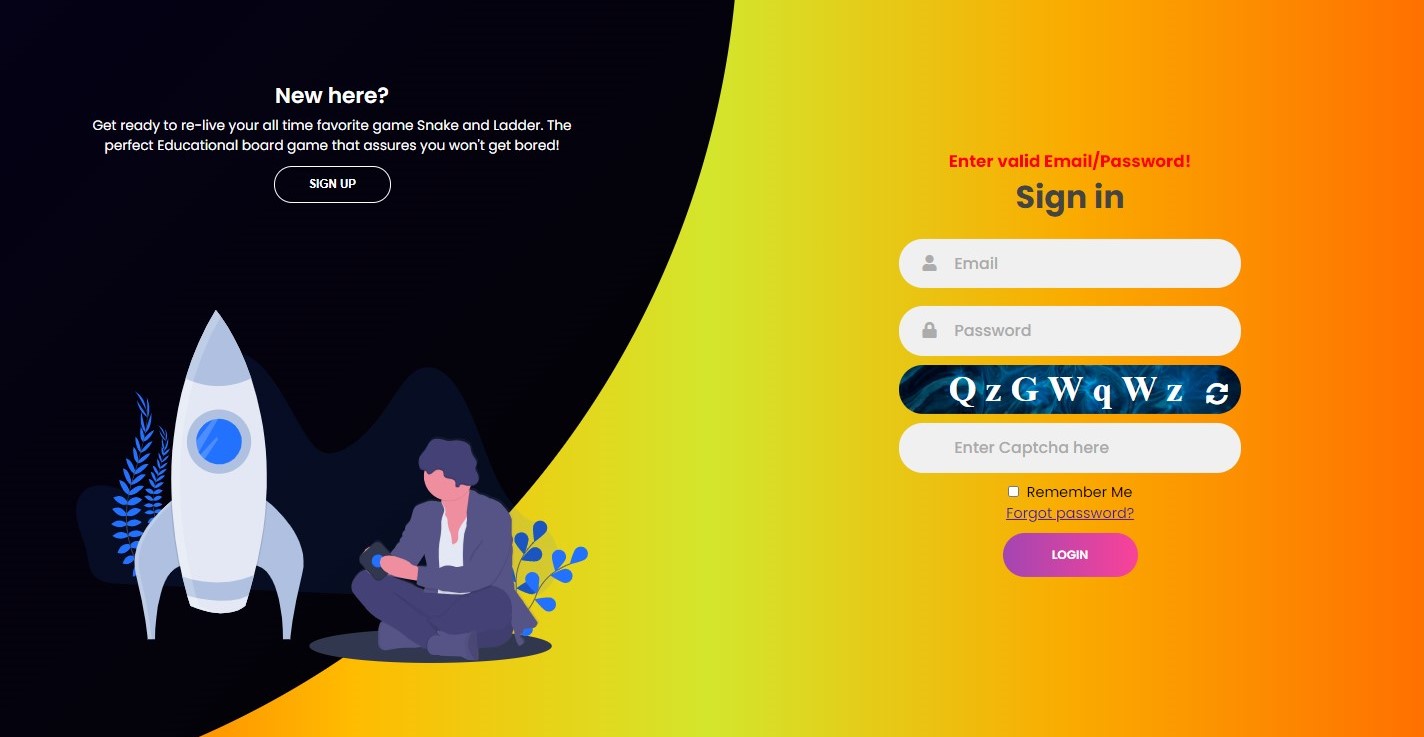 New here?
Get ready to re-live your all time favorite game Snake and Ladder. The
perfect Educational board game that assures you won't get bored!
SIGN UP
Enter valid Email/Password!
Sign in
Email
Password
Q z G W q W z
Enter Captcha here
Remember Me
Forgot password?
LOGIN